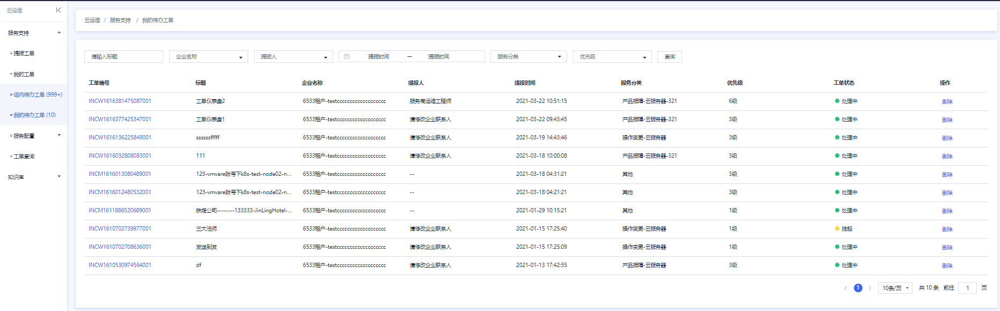 云运维
服务支持
提报工单
我的工单
组内待办工单 (999+)
我的待办工单 (10)
服务配置
工单查询
知识库
云运维 / 服务支持 / 我的待办工单
请输入标题 企业名称 提报人 提报时间 — 提报时间 服务分类 优先级 查询
工单编号 标题 企业名称 提报人 提报时间 服务分类 优先级 工单状态 操作
INCW1616381475087001 工单仪表盘2 6533租户-testccccccccccccccccccc 服务商运维工程师 2021-03-22 10:51:15 产品报障-云服务器-321 6级 处理中 删除
INCW1616377425347001 工单仪表盘1 6533租户-testccccccccccccccccccc 请修改企业联系人 2021-03-22 09:43:45 产品报障-云服务器-321 3级 处理中 删除
INCW1616136225849001 ssssssfffff 6533租户-testccccccccccccccccccc 请修改企业联系人 2021-03-19 14:43:46 操作变更-云服务器 3级 处理中 删除
INCW1616032808083001 111 6533租户-testccccccccccccccccccc 请修改企业联系人 2021-03-18 10:00:08 产品报障-云服务器-321 3级 处理中 删除
INCM1616013080489001 123-vmvare账号下k8s-test-node02-n... 6533租户-testccccccccccccccccccc -- 2021-03-18 04:31:21 其他 3级 处理中 删除
INCM1616012480532001 123-vmvare账号下k8s-test-node02-n... 6533租户-testccccccccccccccccccc -- 2021-03-18 04:21:21 其他 3级 处理中 删除
INCM1611886520689001 铁塔公司--------133333-JinLingHotel-... 6533租户-testccccccccccccccccccc -- 2021-01-29 10:15:21 其他 1级 处理中 删除
INCW1610702739977001 三大法师 6533租户-testccccccccccccccccccc 请修改企业联系人 2021-01-15 17:25:40 操作变更-云服务器 1级 挂起 删除
INCW1610702708636001 发送到发 6533租户-testccccccccccccccccccc 请修改企业联系人 2021-01-15 17:25:09 操作变更-云服务器 1级 处理中 删除
INCW1610530974564001 df 6533租户-testccccccccccccccccccc 请修改企业联系人 2021-01-13 17:42:55 产品报障-云服务器 3级 处理中 删除
< 1 > 10条/页 共 10 条 前往 1 页